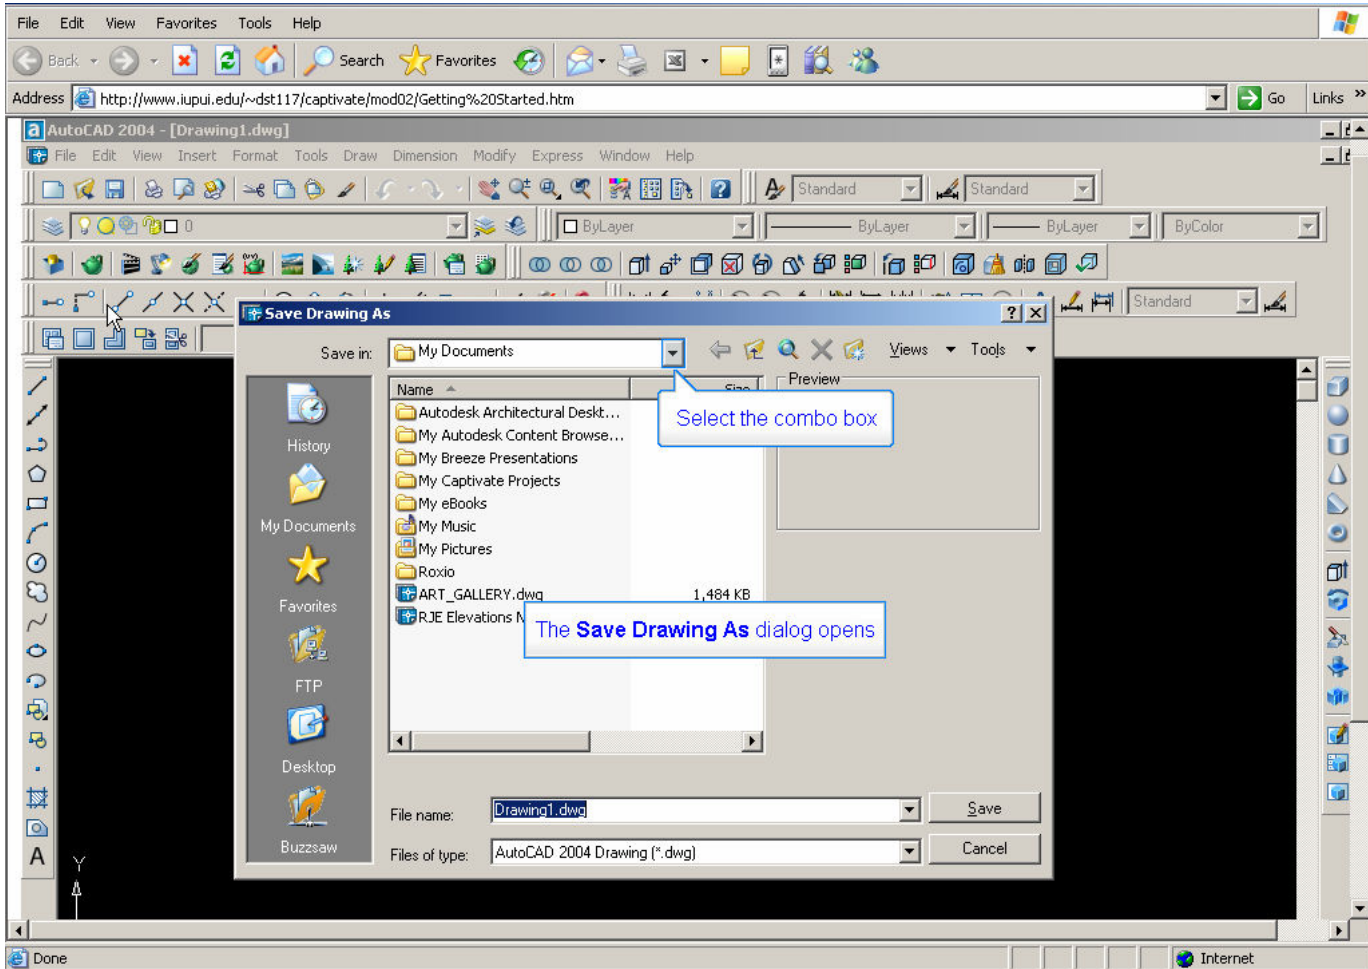 File Edit View Favorites Tools Help
Back Search Favorites
Address http://www.iupui.edu/~dst117/captivate/mod02/Getting%20Started.htm Go Links »
AutoCAD 2004 - [Drawing1.dwg]
File Edit View Insert Format Tools Draw Dimension Modify Express Window Help
Standard Standard
0 ByLayer ByLayer ByLayer ByColor
Standard
Save Drawing As
Save in: My Documents Views Tools
Name Size Preview
Select the combo box
Autodesk Architectural Deskt...
My Autodesk Content Browse...
My Breeze Presentations
My Captivate Projects
My eBooks
My Music
My Pictures
Roxio
ART_GALLERY.dwg 1,484 KB
RJE Elevations
The Save Drawing As dialog opens
History
My Documents
Favorites
FTP
Desktop
Buzzsaw
File name: Drawing1.dwg Save
Files of type: AutoCAD 2004 Drawing (*.dwg) Cancel
A
Y
Done Internet